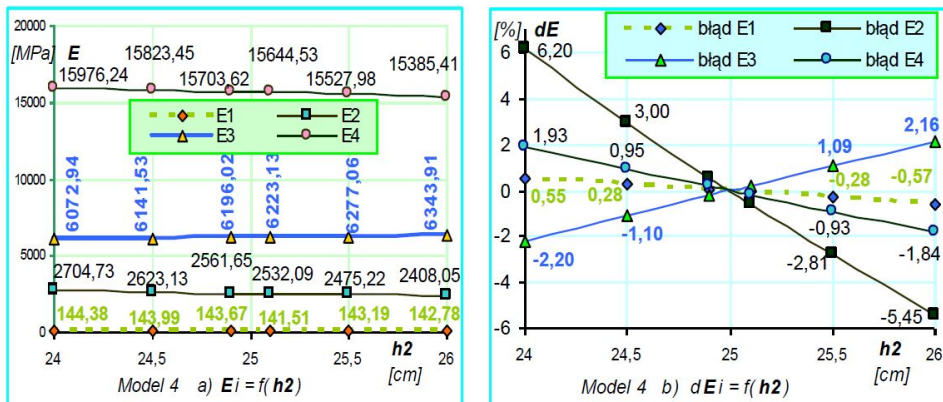 20000
[MPa] E
15976,24 15823,45 15703,62 15644,53 15527,98 15385,41
15000
E1 E2
E3 E4
10000
6072,94 6141,53 6196,02 6223,13 6277,06 6343,91
5000
2704,73 2623,13 2561,65 2532,09 2475,22 2408,05
144,38 143,99 143,67 141,51 143,19 142,78
0
24 24,5 25 25,5 26
h2
[cm]
Model 4 a) Ei = f( h2)
[%] dE
błąd E1 błąd E2
błąd E3 błąd E4
6
6,20
4
3,00
2
1,93 0,95 1,09 2,16
0
0,55 0,28 -0,28 -0,57
-2
-2,20 -1,10 -0,93 -1,84
-2,81
-4
-5,45
-6
24 24,5 25 25,5 26
h2
[cm]
Model 4 b) dEi = f( h2)